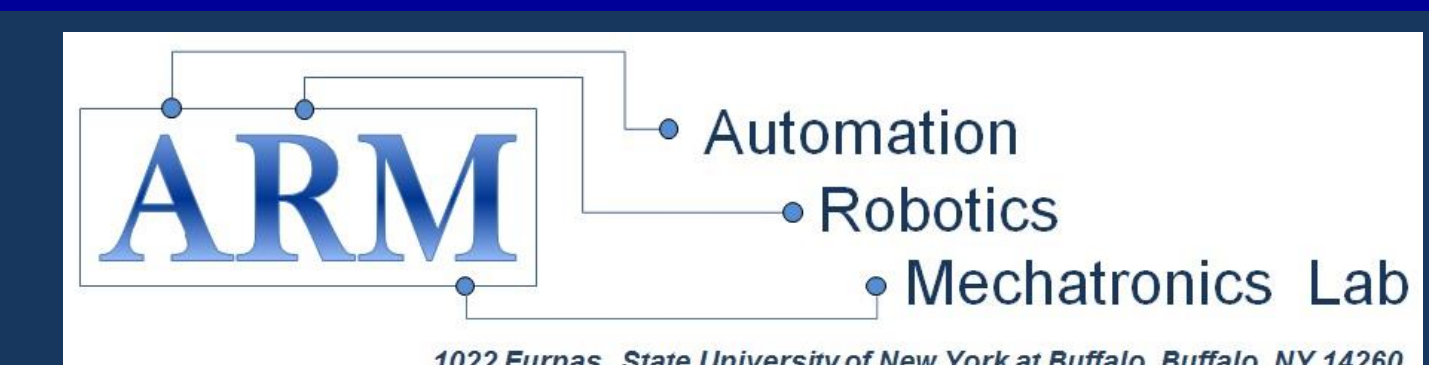 ARM
Automation
Robotics
Mechatronics Lab
1022 Furnas, State University of New York at Buffalo, Buffalo, NY 14260